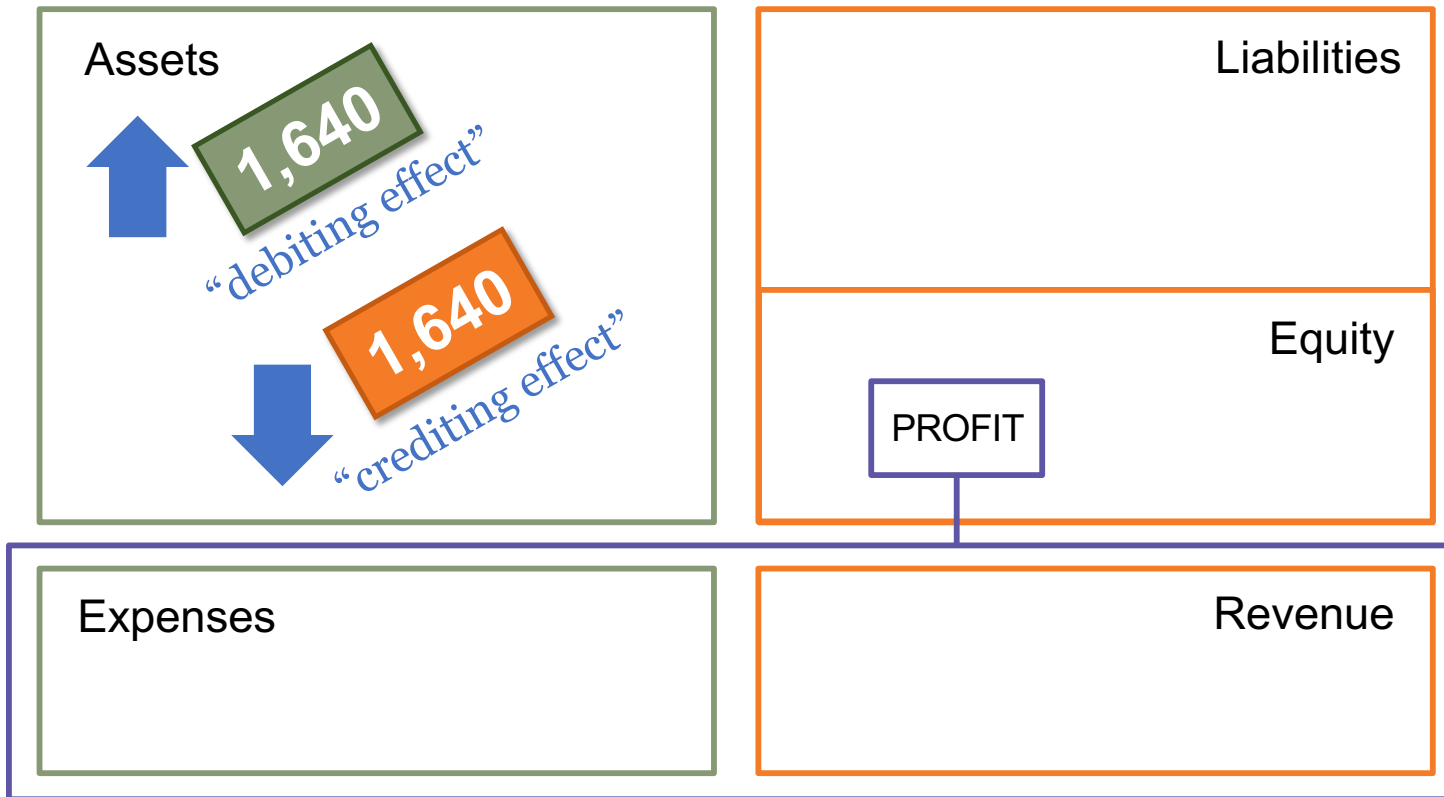 Assets
1,640
“debiting effect”
1,640
“crediting effect”
Liabilities
Equity
PROFIT
Expenses
Revenue